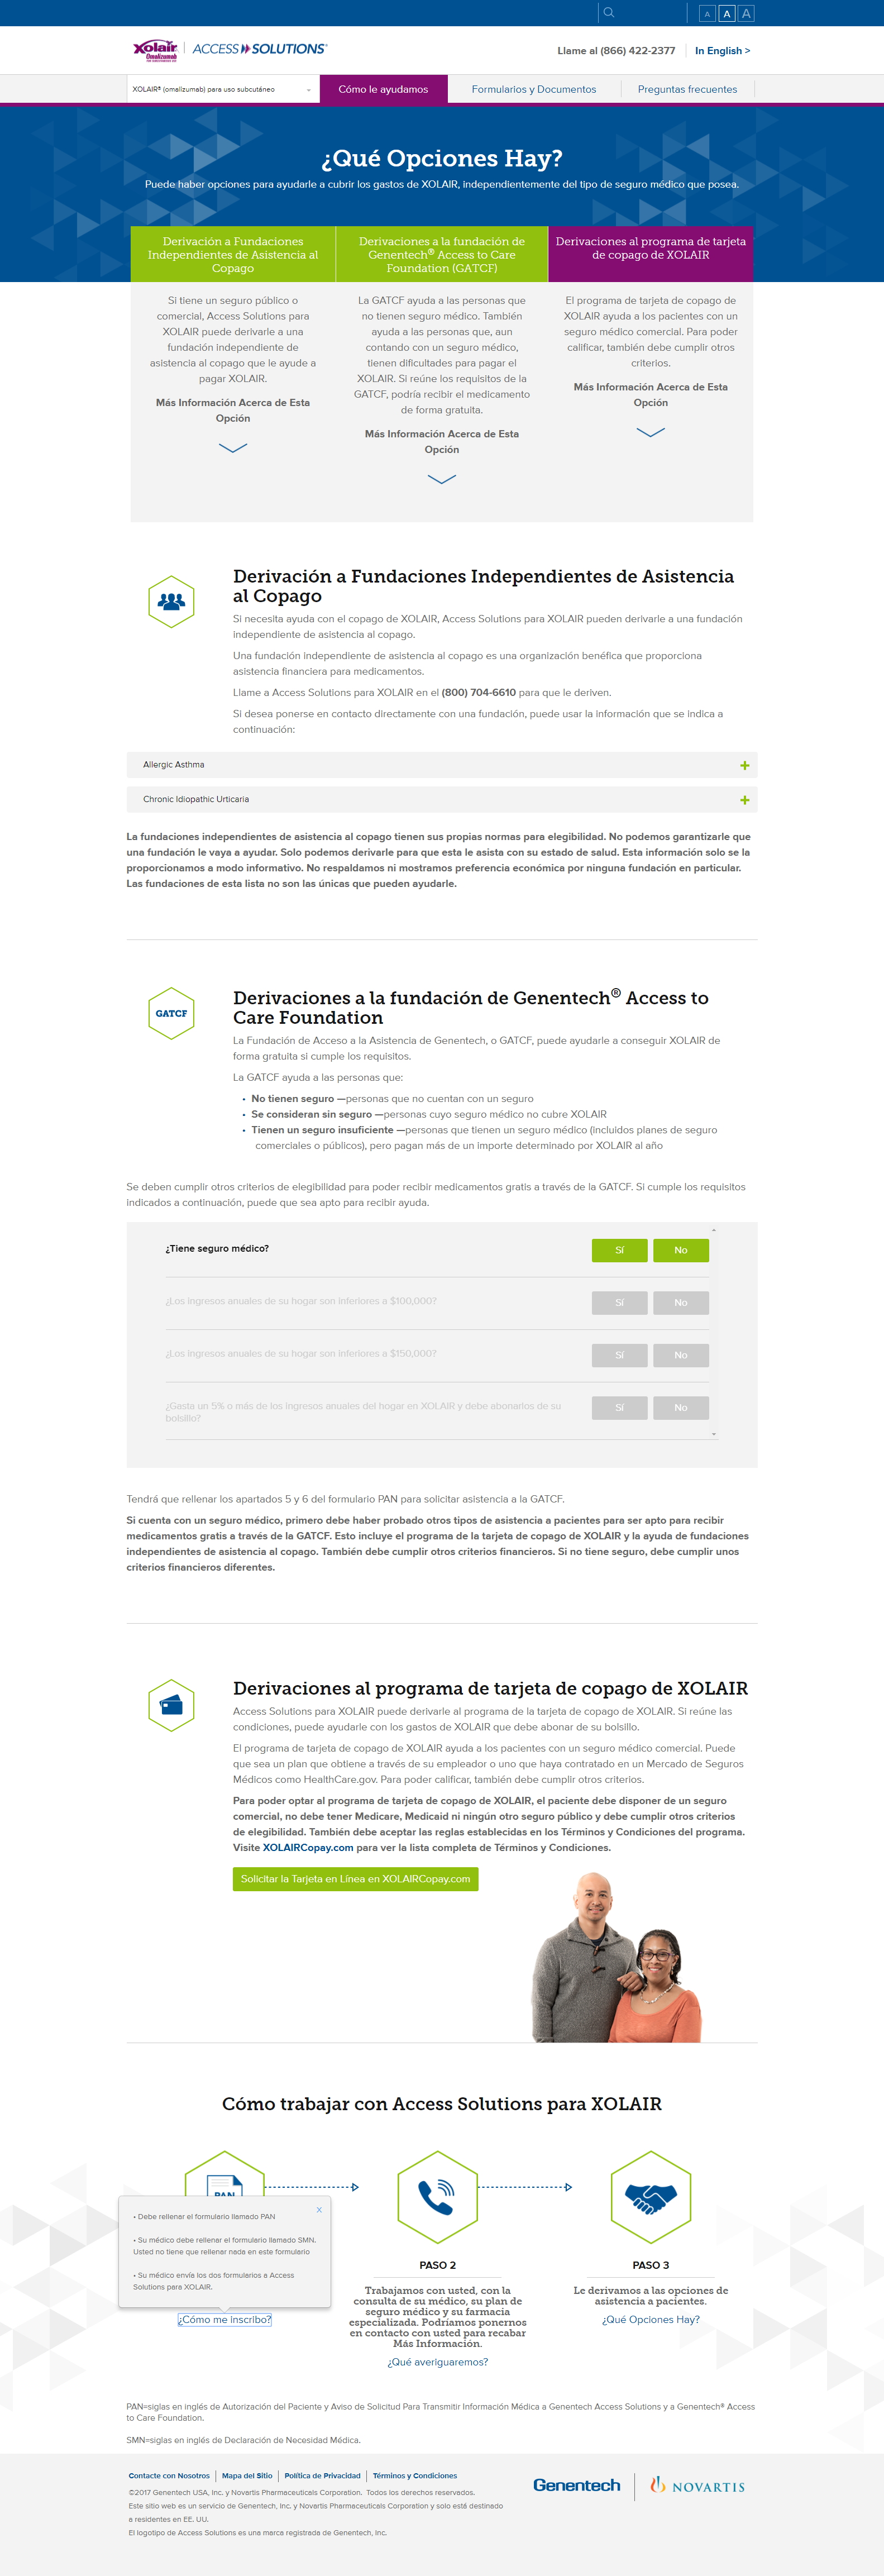 A A A
Xolair
Omalizumab
ACCESS SOLUTIONS®
Llame al (866) 422-2377
In English >
XOLAIR® (omalizumab) para uso subcutáneo
Cómo le ayudamos
Formularios y Documentos
Preguntas frecuentes
¿Qué Opciones Hay?
Puede haber opciones para ayudarle a cubrir los gastos de XOLAIR, independientemente del tipo de seguro médico que posea.
Derivación a Fundaciones
Independientes de Asistencia al
Copago
Si tiene un seguro público o
comercial, Access Solutions para
XOLAIR puede derivarle a una
fundación independiente de
asistencia al copago que le ayude a
pagar XOLAIR.
Más Información Acerca de Esta
Opción
Derivaciones a la fundación de
Genentech® Access to Care
Foundation (GATCF)
La GATCF ayuda a las personas que
no tienen seguro médico. También
ayuda a las personas que, aun
contando con un seguro médico,
tienen dificultades para pagar el
XOLAIR. Si reúne los requisitos de la
GATCF, podría recibir el medicamento
de forma gratuita.
Más Información Acerca de Esta
Opción
Derivaciones al programa de tarjeta
de copago de XOLAIR
El programa de tarjeta de copago de
XOLAIR ayuda a los pacientes con un
seguro médico comercial. Para poder
calificar, también debe cumplir otros
criterios.
Más Información Acerca de Esta
Opción
Derivación a Fundaciones Independientes de Asistencia
al Copago
Si necesita ayuda con el copago de XOLAIR, Access Solutions para XOLAIR pueden derivarle a una fundación
independiente de asistencia al copago.
Una fundación independiente de asistencia al copago es una organización benéfica que proporciona
asistencia financiera para medicamentos.
Llame a Access Solutions para XOLAIR en el (800) 704-6610 para que le deriven.
Si desea ponerse en contacto directamente con una fundación, puede usar la información que se indica a
continuación:
Allergic Asthma
Chronic Idiopathic Urticaria
La fundaciones independientes de asistencia al copago tienen sus propias normas para elegibilidad. No podemos garantizarle que
una fundación le vaya a ayudar. Solo podemos derivarle para que esta le asista con su estado de salud. Esta información solo se la
proporcionamos a modo informativo. No respaldamos ni mostramos preferencia económica por ninguna fundación en particular.
Las fundaciones de esta lista no son las únicas que pueden ayudarle.
GATCF
Derivaciones a la fundación de Genentech® Access to
Care Foundation
La Fundación de Acceso a la Asistencia de Genentech, o GATCF, puede ayudarle a conseguir XOLAIR de
forma gratuita si cumple los requisitos.
La GATCF ayuda a las personas que:
• No tienen seguro —personas que no cuentan con un seguro
• Se consideran sin seguro —personas cuyo seguro médico no cubre XOLAIR
• Tienen un seguro insuficiente —personas que tienen un seguro médico (incluidos planes de seguro
comerciales o públicos), pero pagan más de un importe determinado por XOLAIR al año
Se deben cumplir otros criterios de elegibilidad para poder recibir medicamentos gratis a través de la GATCF. Si cumple los requisitos
indicados a continuación, puede que sea apto para recibir ayuda.
¿Tiene seguro médico?
Sí No
¿Los ingresos anuales de su hogar son inferiores a $100,000?
Sí No
¿Los ingresos anuales de su hogar son inferiores a $150,000?
Sí No
¿Gasta un 5% o más de los ingresos anuales del hogar en XOLAIR y debe abonarlos de su
bolsillo?
Sí No
Tendrá que rellenar los apartados 5 y 6 del formulario PAN para solicitar asistencia a la GATCF.
Si cuenta con un seguro médico, primero debe haber probado otros tipos de asistencia a pacientes para ser apto para recibir
medicamentos gratis a través de la GATCF. Esto incluye el programa de la tarjeta de copago de XOLAIR y la ayuda de fundaciones
independientes de asistencia al copago. También debe cumplir otros criterios financieros. Si no tiene seguro, debe cumplir unos
criterios financieros diferentes.
Derivaciones al programa de tarjeta de copago de XOLAIR
Access Solutions para XOLAIR puede derivarle al programa de la tarjeta de copago de XOLAIR. Si reúne las
condiciones, puede ayudarle con los gastos de XOLAIR que debe abonar de su bolsillo.
El programa de tarjeta de copago de XOLAIR ayuda a los pacientes con un seguro médico comercial. Puede
que sea un plan que obtiene a través de su empleador o uno que haya contratado en un Mercado de Seguros
Médicos como HealthCare.gov. Para poder calificar, también debe cumplir otros criterios.
Para poder optar al programa de tarjeta de copago de XOLAIR, el paciente debe disponer de un seguro
comercial, no debe tener Medicare, Medicaid ni ningún otro seguro público y debe cumplir otros criterios
de elegibilidad. También debe aceptar las reglas establecidas en los Términos y Condiciones del programa.
Visite XOLAIRCopay.com para ver la lista completa de Términos y Condiciones.
Solicitar la Tarjeta en Línea en XOLAIRCopay.com
Cómo trabajar con Access Solutions para XOLAIR
PAN
X
• Debe rellenar el formulario llamado PAN
• Su médico debe rellenar el formulario llamado SMN.
Usted no tiene que rellenar nada en este formulario
• Su médico envía los dos formularios a Access
Solutions para XOLAIR.
¿Cómo me inscribo?
PASO 2
Trabajamos con usted, con la
consulta de su médico, su plan de
seguro médico y su farmacia
especializada. Podríamos ponernos
en contacto con usted para recabar
Más Información.
¿Qué averiguaremos?
PASO 3
Le derivamos a las opciones de
asistencia a pacientes.
¿Qué Opciones Hay?
PAN=siglas en inglés de Autorización del Paciente y Aviso de Solicitud Para Transmitir Información Médica a Genentech Access Solutions y a Genentech® Access
to Care Foundation.
SMN=siglas en inglés de Declaración de Necesidad Médica.
Contacte con Nosotros | Mapa del Sitio | Política de Privacidad | Términos y Condiciones
©2017 Genentech USA, Inc. y Novartis Pharmaceuticals Corporation. Todos los derechos reservados.
Este sitio web es un servicio de Genentech, Inc. y Novartis Pharmaceuticals Corporation y solo está destinado
a residentes en EE. UU.
El logotipo de Access Solutions es una marca registrada de Genentech, Inc.
Genentech
NOVARTIS